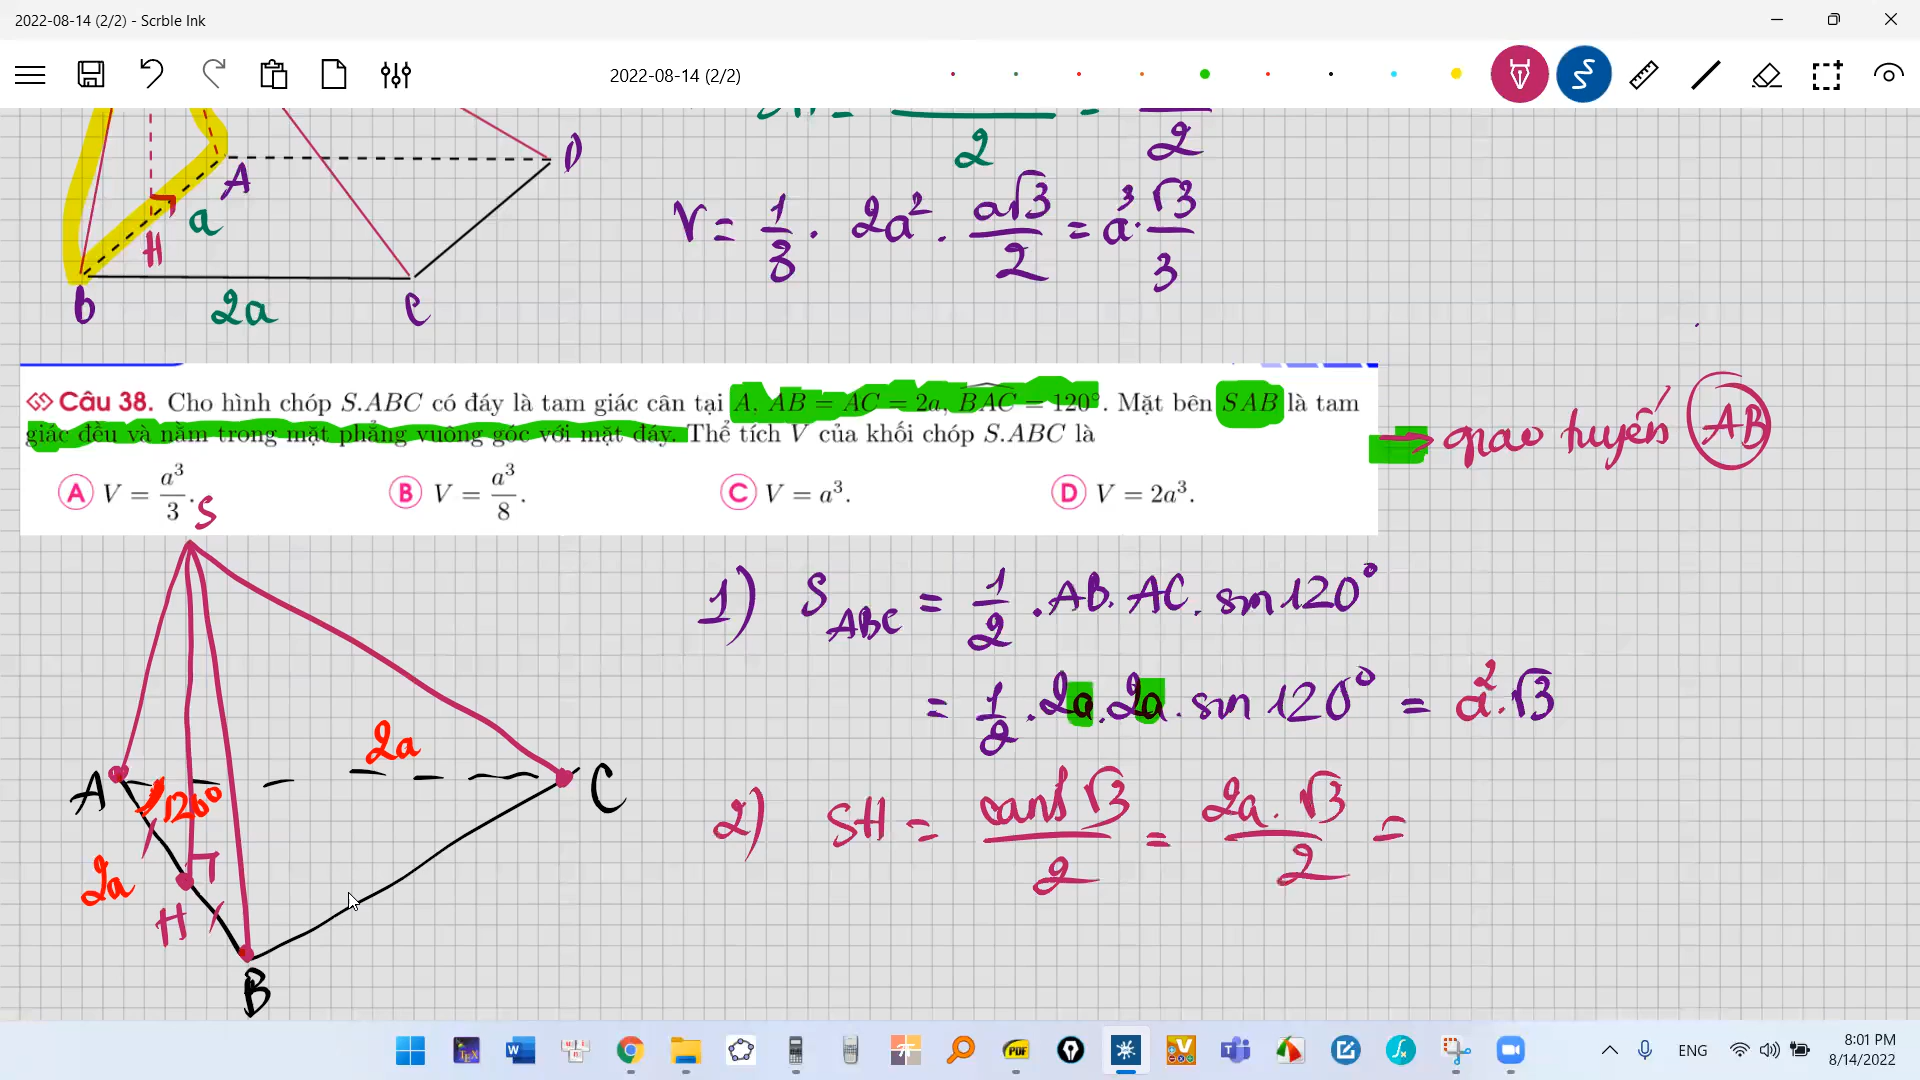 2022-08-14 (2/2) - Scrble Ink
2022-08-14 (2/2)
2 2
A
D
a
H
B
2a
C
V = 1/3 . 2a² . a√3/2 = a³ . √3/3
Câu 38. Cho hình chóp S.ABC có đáy là tam giác cân tại A, AB = AC = 2a, BAC = 120°. Mặt bên SAB là tam
giác đều và nằm trong mặt phẳng vuông góc với mặt đáy. Thể tích V của khối chóp S.ABC là
⇒ giao tuyến AB
A V = a³/3. B V = a³/8. C V = a³. D V = 2a³.
S
1) S_ABC = 1/2 . AB. AC. sin 120°
= 1/2 . 2a. 2a. sin 120° = a². √3
2a
A
120°
C
2) SH = cạnh √3/2 = 2a. √3/2 =
2a
H
B
PDF
ENG
8:01 PM
8/14/2022